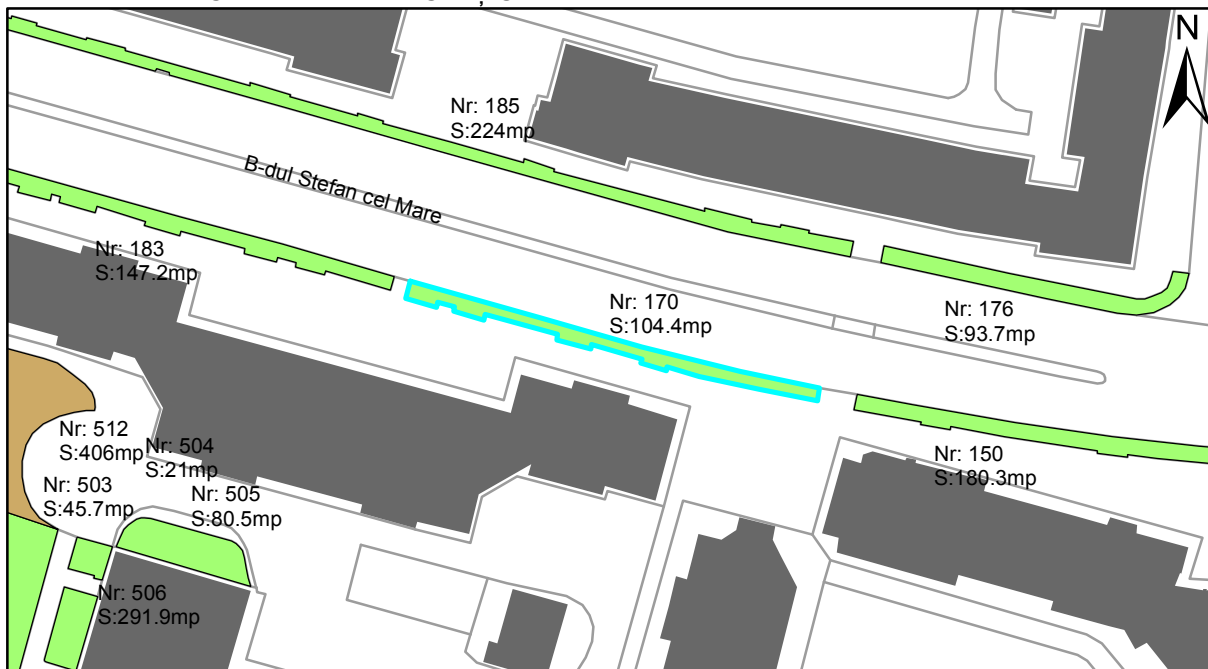 N
Nr: 185
S:224mp
B-dul Stefan cel Mare
Nr: 183
S:147.2mp
Nr: 170
S:104.4mp
Nr: 176
S:93.7mp
Nr: 512
S:406mp
Nr: 504
S:21mp
Nr: 150
S:180.3mp
Nr: 503
S:45.7mp
Nr: 505
S:80.5mp
Nr: 506
S:291.9mp